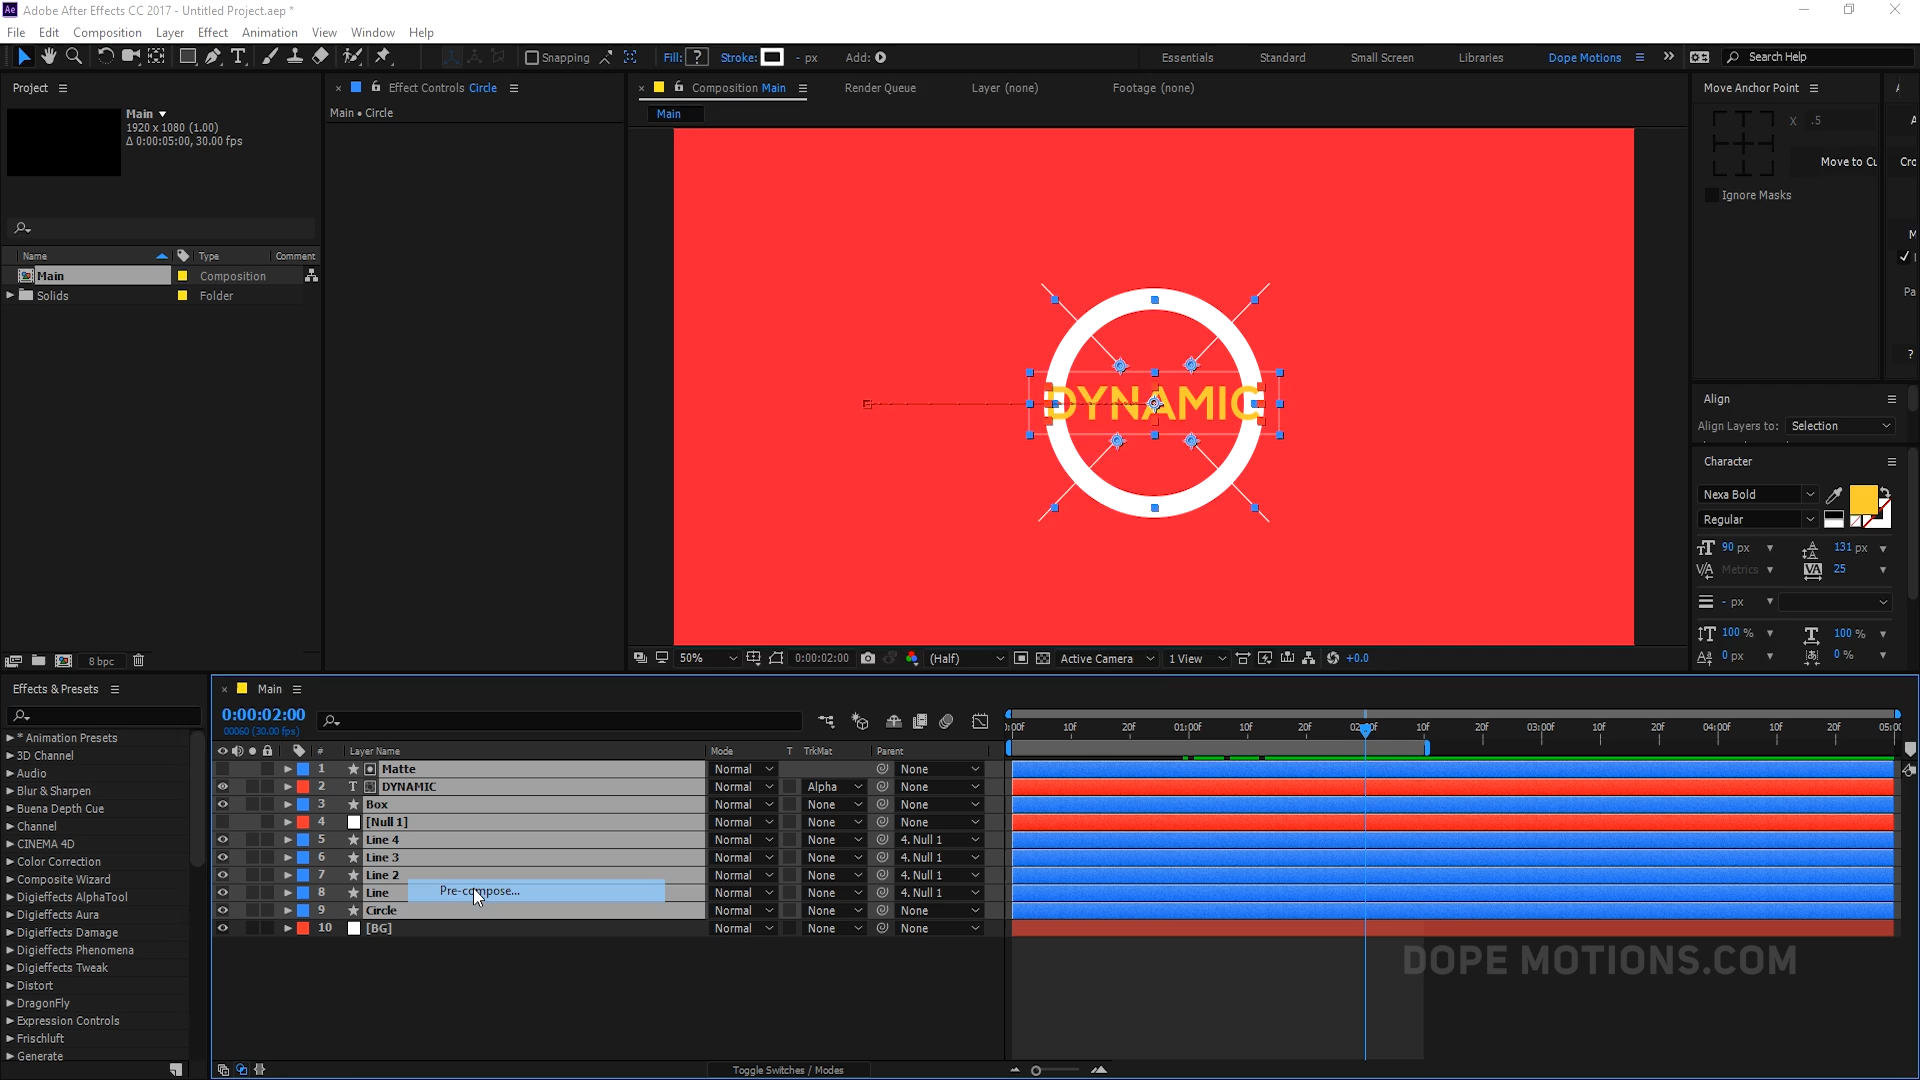 Adobe After Effects CC 2017 - Untitled Project.aep *
File Edit Composition Layer Effect Animation View Window Help
Snapping Fill: ? Stroke: - px Add: Essentials Standard Small Screen Libraries Dope Motions Search Help
Project
Effect Controls Circle
Composition Main
Render Queue
Layer (none)
Footage (none)
Move Anchor Point
Main • Circle
Main
Main
1920 x 1080 (1.00)
Δ 0:00:05:00, 30.00 fps
X .5
Move to Cu
Cro
Ignore Masks
Name Type Comment
Main Composition
Solids Folder
DYNAMIC
Align
Align Layers to: Selection
Character
Nexa Bold
Regular
90 px 131 px
Metrics 25
- px
100 % 100 %
0 px 0 %
8 bpc
50% 0:00:02:00 (Half) Active Camera 1 View +0.0
Effects & Presets
* Animation Presets
3D Channel
Audio
Blur & Sharpen
Buena Depth Cue
Channel
CINEMA 4D
Color Correction
Composite Wizard
Digieffects AlphaTool
Digieffects Aura
Digieffects Damage
Digieffects Phenomena
Digieffects Tweak
Distort
DragonFly
Expression Controls
Frischluft
Generate
Main
0:00:02:00
00060 (30.00 fps)
:00F 10f 20f 01:00F 10f 20f 02:00F 10f 20f 03:00F 10f 20f 04:00F 10f 20f 05:00
# Layer Name Mode T TrkMat Parent
1 Matte Normal None
2 DYNAMIC Normal Alpha None
3 Box Normal None None
4 [Null 1] Normal None None
5 Line 4 Normal None 4. Null 1
6 Line 3 Normal None 4. Null 1
7 Line 2 Normal None 4. Null 1
8 Line Normal None 4. Null 1
Pre-compose...
9 Circle Normal None None
10 [BG] Normal None None
DOPE MOTIONS.COM
Toggle Switches / Modes